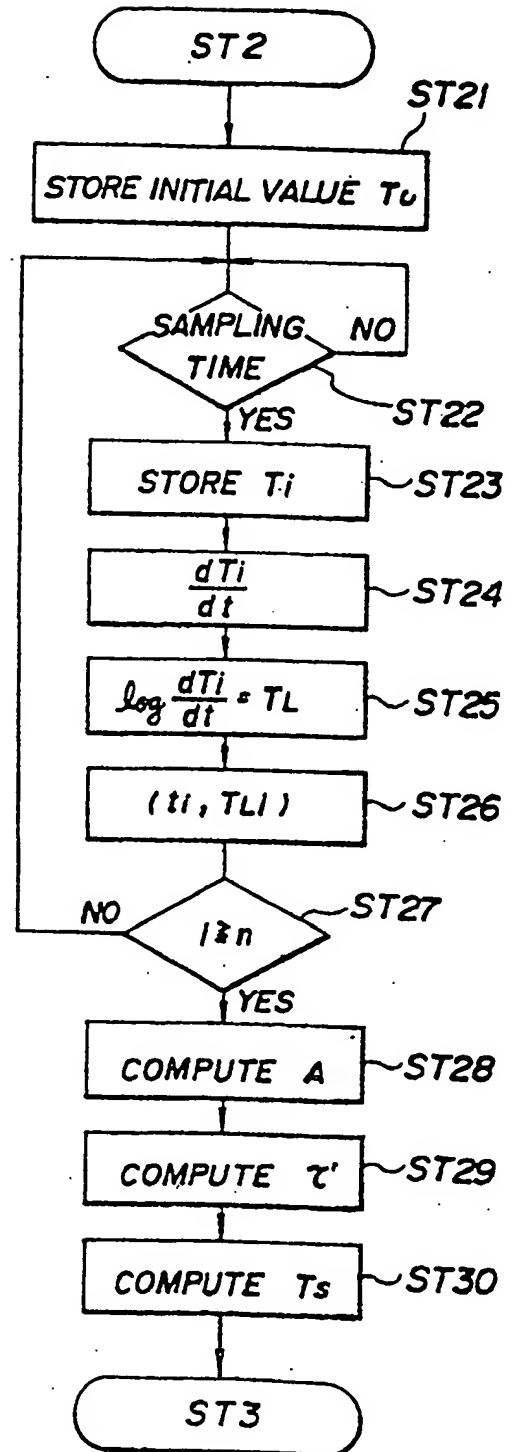 ST2
ST21
STORE INITIAL VALUE To
SAMPLING
TIME
NO
ST22
YES
STORE Ti
ST23
dTi
dt
ST24
log dTi/dt = TL
ST25
(ti, TLi)
ST26
NO
i≧n
ST27
YES
COMPUTE A
ST28
COMPUTE τ'
ST29
COMPUTE Ts
ST30
ST3